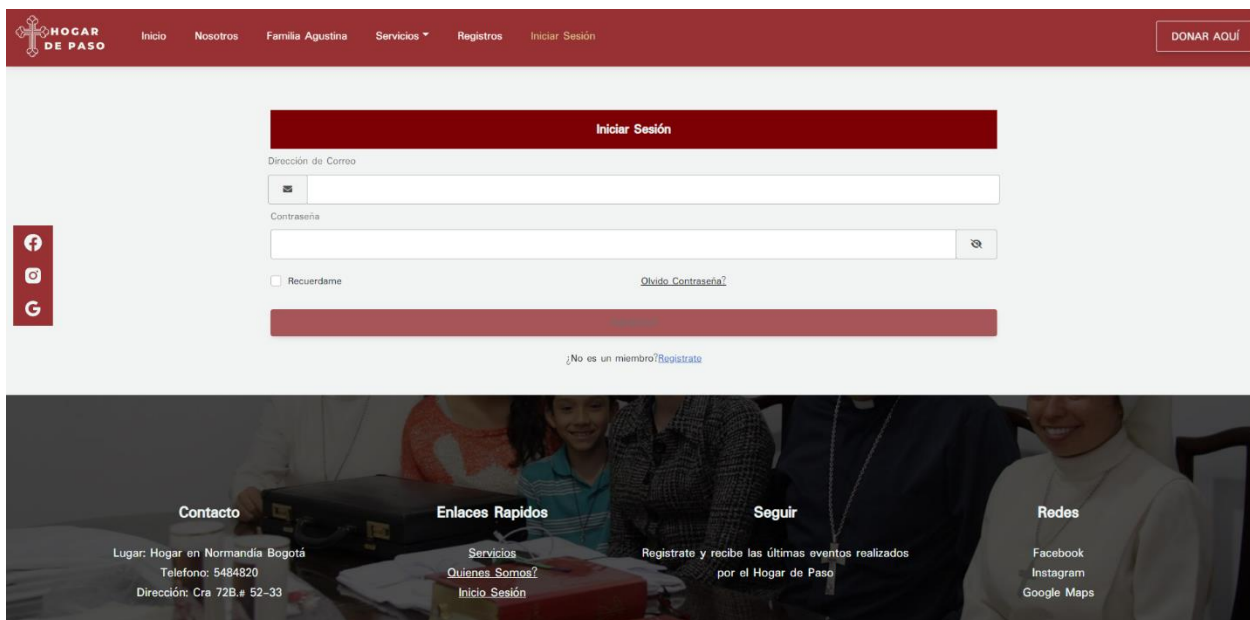 HOGAR
DE PASO
Inicio
Nosotros
Familia Agustina
Servicios
Registros
Iniciar Sesión
DONAR AQUÍ
Iniciar Sesión
Dirección de Correo
Contraseña
Recuerdame
Olvido Contraseña?
¿No es un miembro?Registrate
Contacto
Lugar: Hogar en Normandía Bogotá
Telefono: 5484820
Dirección: Cra 72B.# 52-33
Enlaces Rapidos
Servicios
Quienes Somos?
Inicio Sesión
Seguir
Registrate y recibe las últimas eventos realizados
por el Hogar de Paso
Redes
Facebook
Instagram
Google Maps